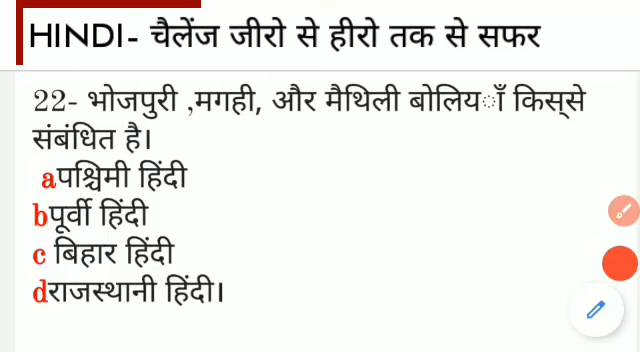 HINDI- चैलेंज जीरो से हीरो तक से सफर
22- भोजपुरी ,मगही, और मैथिली बोलियाँ किस्से
संबंधित है।
aपश्चिमी हिंदी
bपूर्वी हिंदी
c बिहार हिंदी
dराजस्थानी हिंदी।